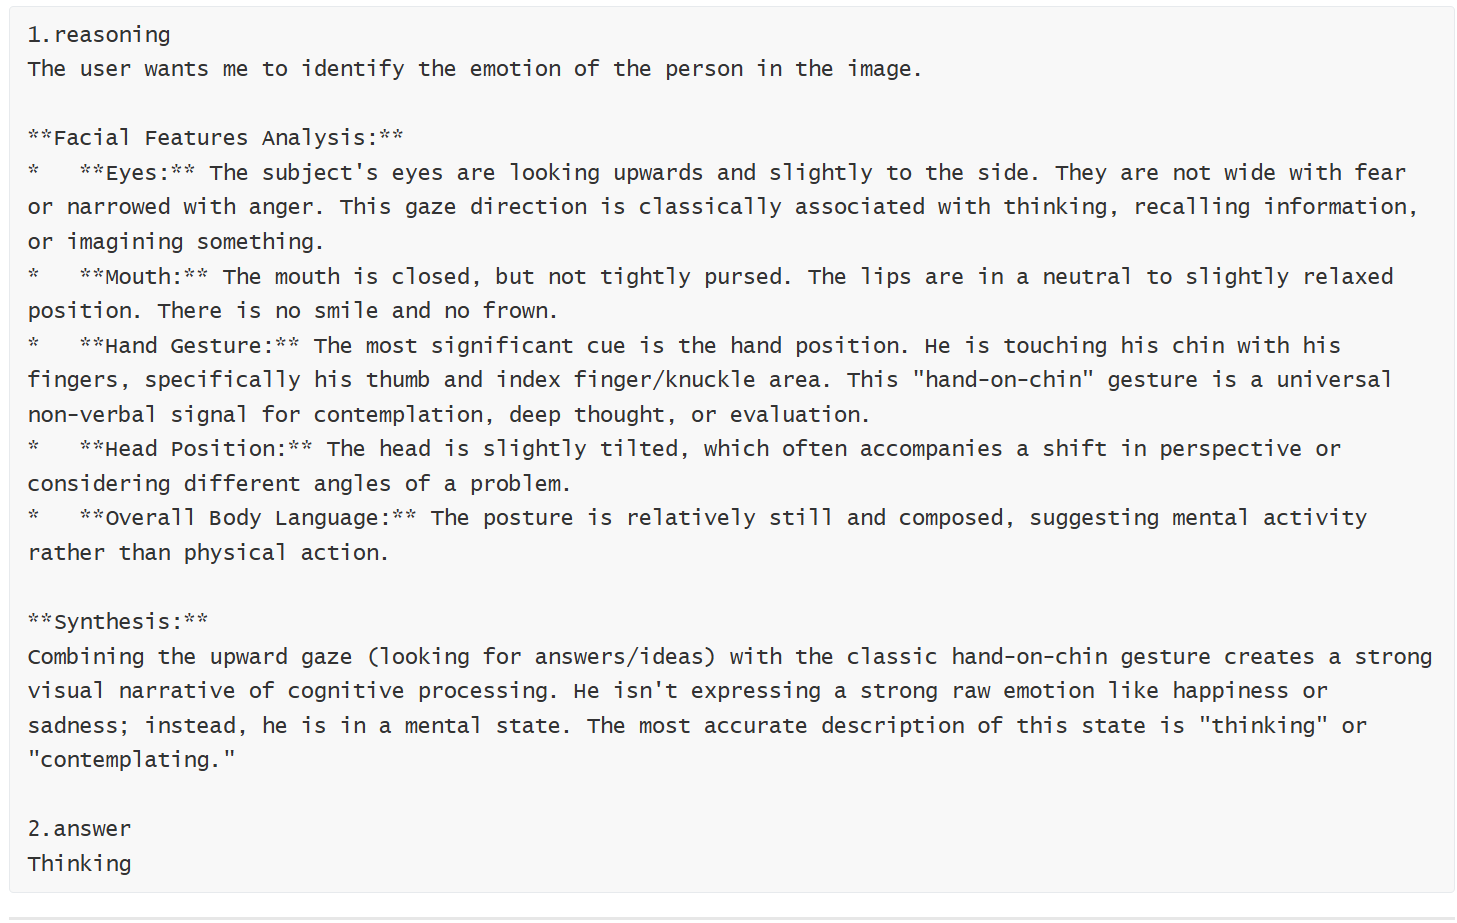 1.reasoning
The user wants me to identify the emotion of the person in the image.
**Facial Features Analysis:**
*   **Eyes:** The subject's eyes are looking upwards and slightly to the side. They are not wide with fear
or narrowed with anger. This gaze direction is classically associated with thinking, recalling information,
or imagining something.
*   **Mouth:** The mouth is closed, but not tightly pursed. The lips are in a neutral to slightly relaxed
position. There is no smile and no frown.
*   **Hand Gesture:** The most significant cue is the hand position. He is touching his chin with his
fingers, specifically his thumb and index finger/knuckle area. This "hand-on-chin" gesture is a universal
non-verbal signal for contemplation, deep thought, or evaluation.
*   **Head Position:** The head is slightly tilted, which often accompanies a shift in perspective or
considering different angles of a problem.
*   **Overall Body Language:** The posture is relatively still and composed, suggesting mental activity
rather than physical action.
**Synthesis:**
Combining the upward gaze (looking for answers/ideas) with the classic hand-on-chin gesture creates a strong
visual narrative of cognitive processing. He isn't expressing a strong raw emotion like happiness or
sadness; instead, he is in a mental state. The most accurate description of this state is "thinking" or
"contemplating."
2.answer
Thinking